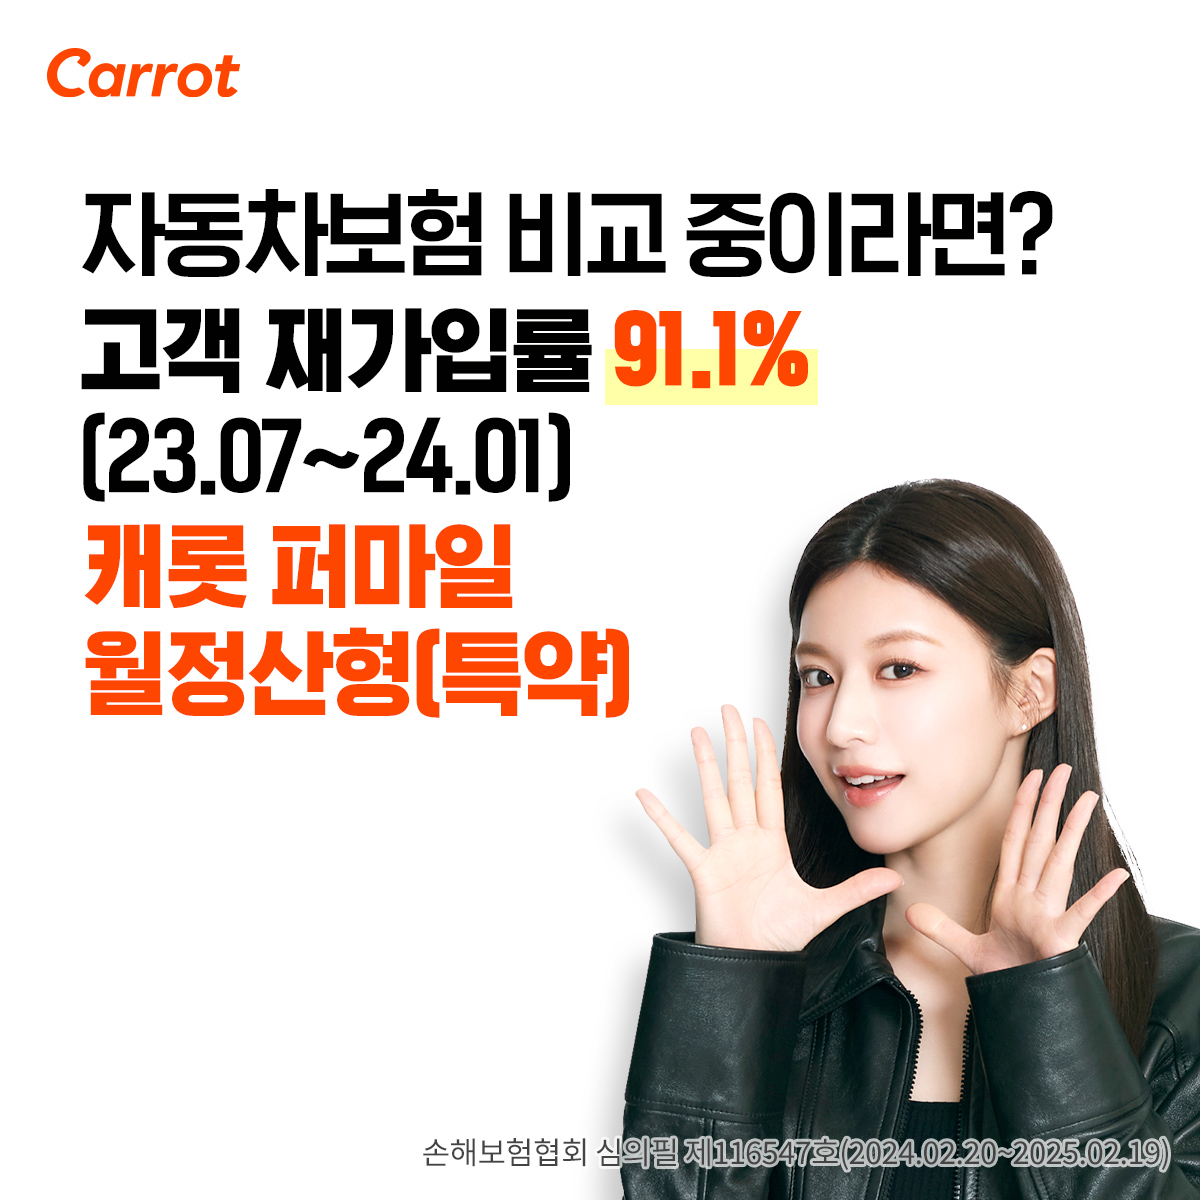 Carrot
자동차보험 비교 중이라면?
고객 재가입률 91.1%
(23.07~24.01)
캐롯 퍼마일
월정산형(특약)
손해보험협회 심의필 제116547호(2024.02.20~2025.02.19)